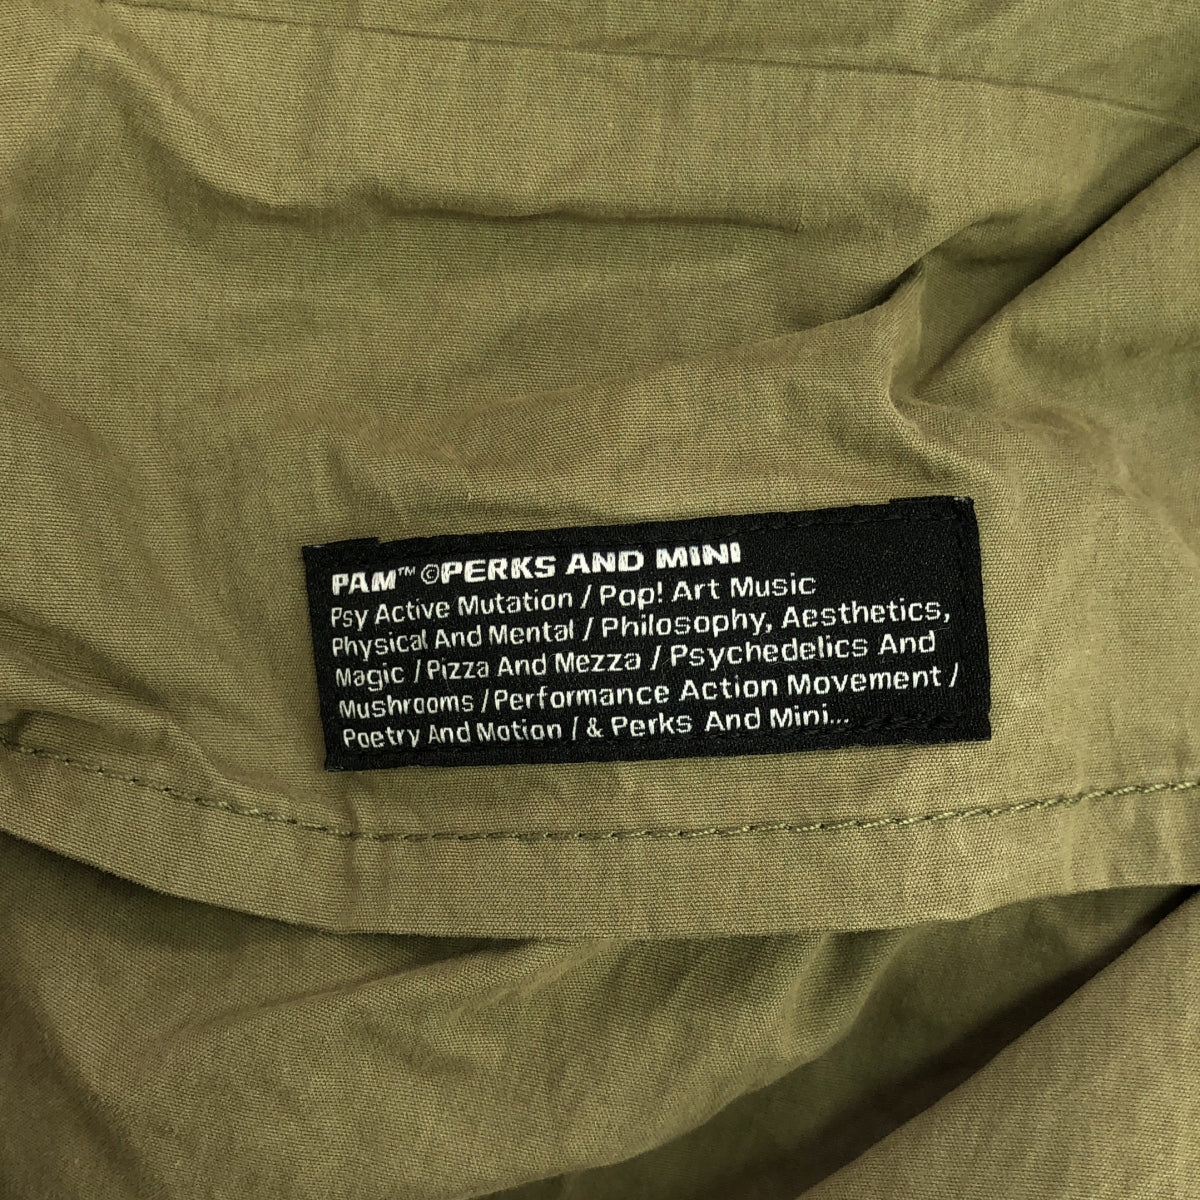 PAM™ ©PERKS AND MINI
Psy Active Mutation / Pop! Art Music
Physical And Mental / Philosophy, Aesthetics,
Magic / Pizza And Mezza / Psychedelics And
Mushrooms / Performance Action Movement /
Poetry And Motion / & Perks And Mini...